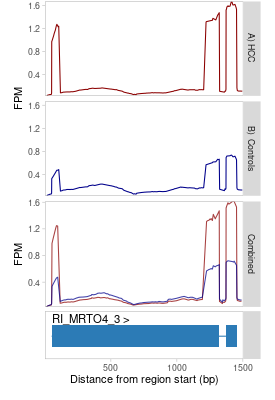 1.6
1.2
0.8
0.4
FPM
A) HCC
1.6
1.2
0.8
0.4
B) Controls
1.6
1.2
0.8
0.4
FPM
Combined
RI_MRTO4_3 >
500
1000
1500
Distance from region start (bp)